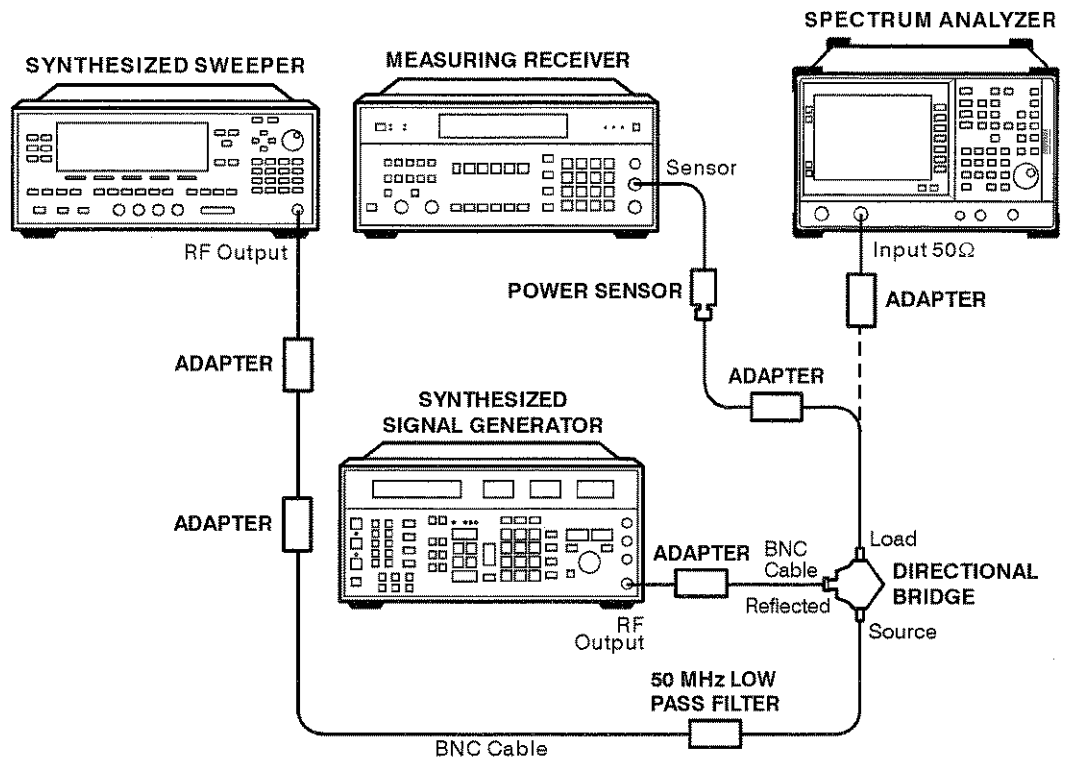 SPECTRUM ANALYZER
SYNTHESIZED SWEEPER
MEASURING RECEIVER
Sensor
RF Output
Input 50Ω
POWER SENSOR
ADAPTER
ADAPTER
ADAPTER
SYNTHESIZED
SIGNAL GENERATOR
ADAPTER
ADAPTER
BNC
Cable
Load
DIRECTIONAL
BRIDGE
Reflected
RF
Output
Source
50 MHz LOW
PASS FILTER
BNC Cable